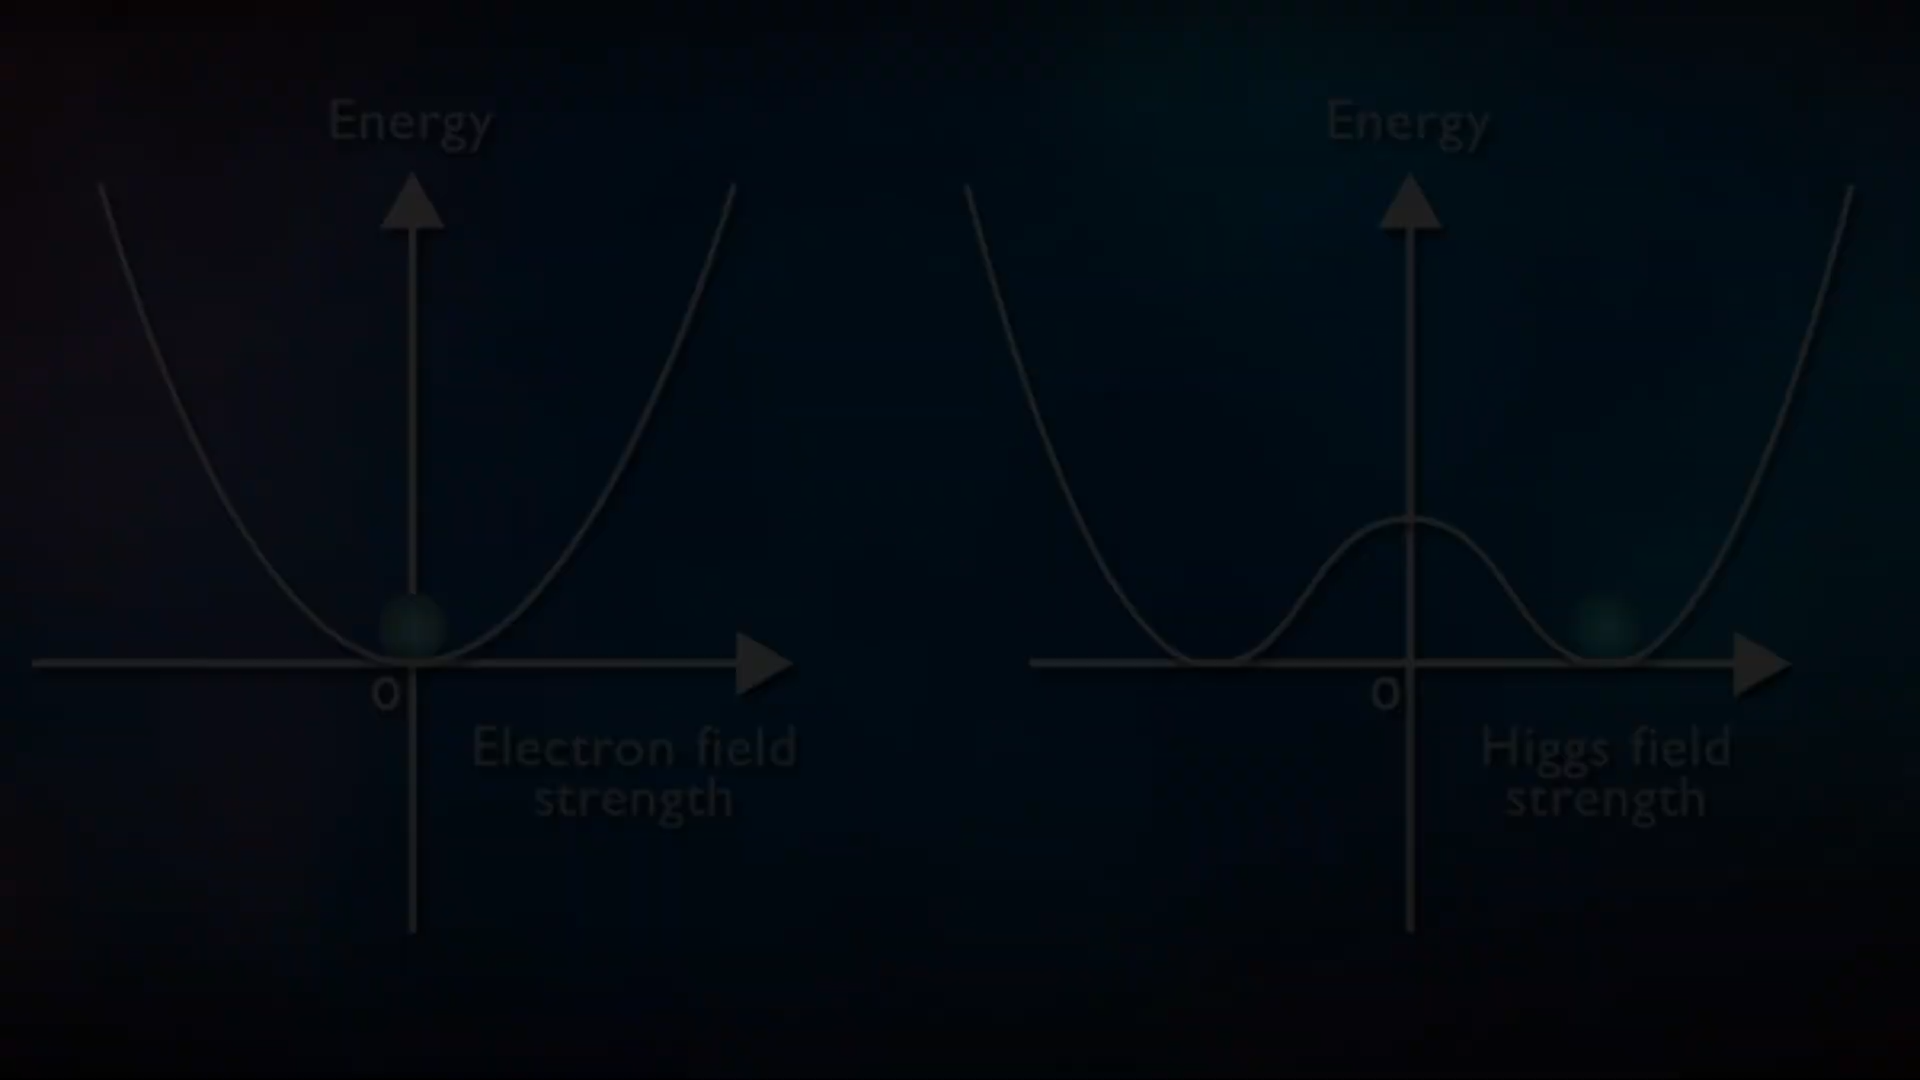 Energy
0
Electron field
strength
Energy
0
Higgs field
strength